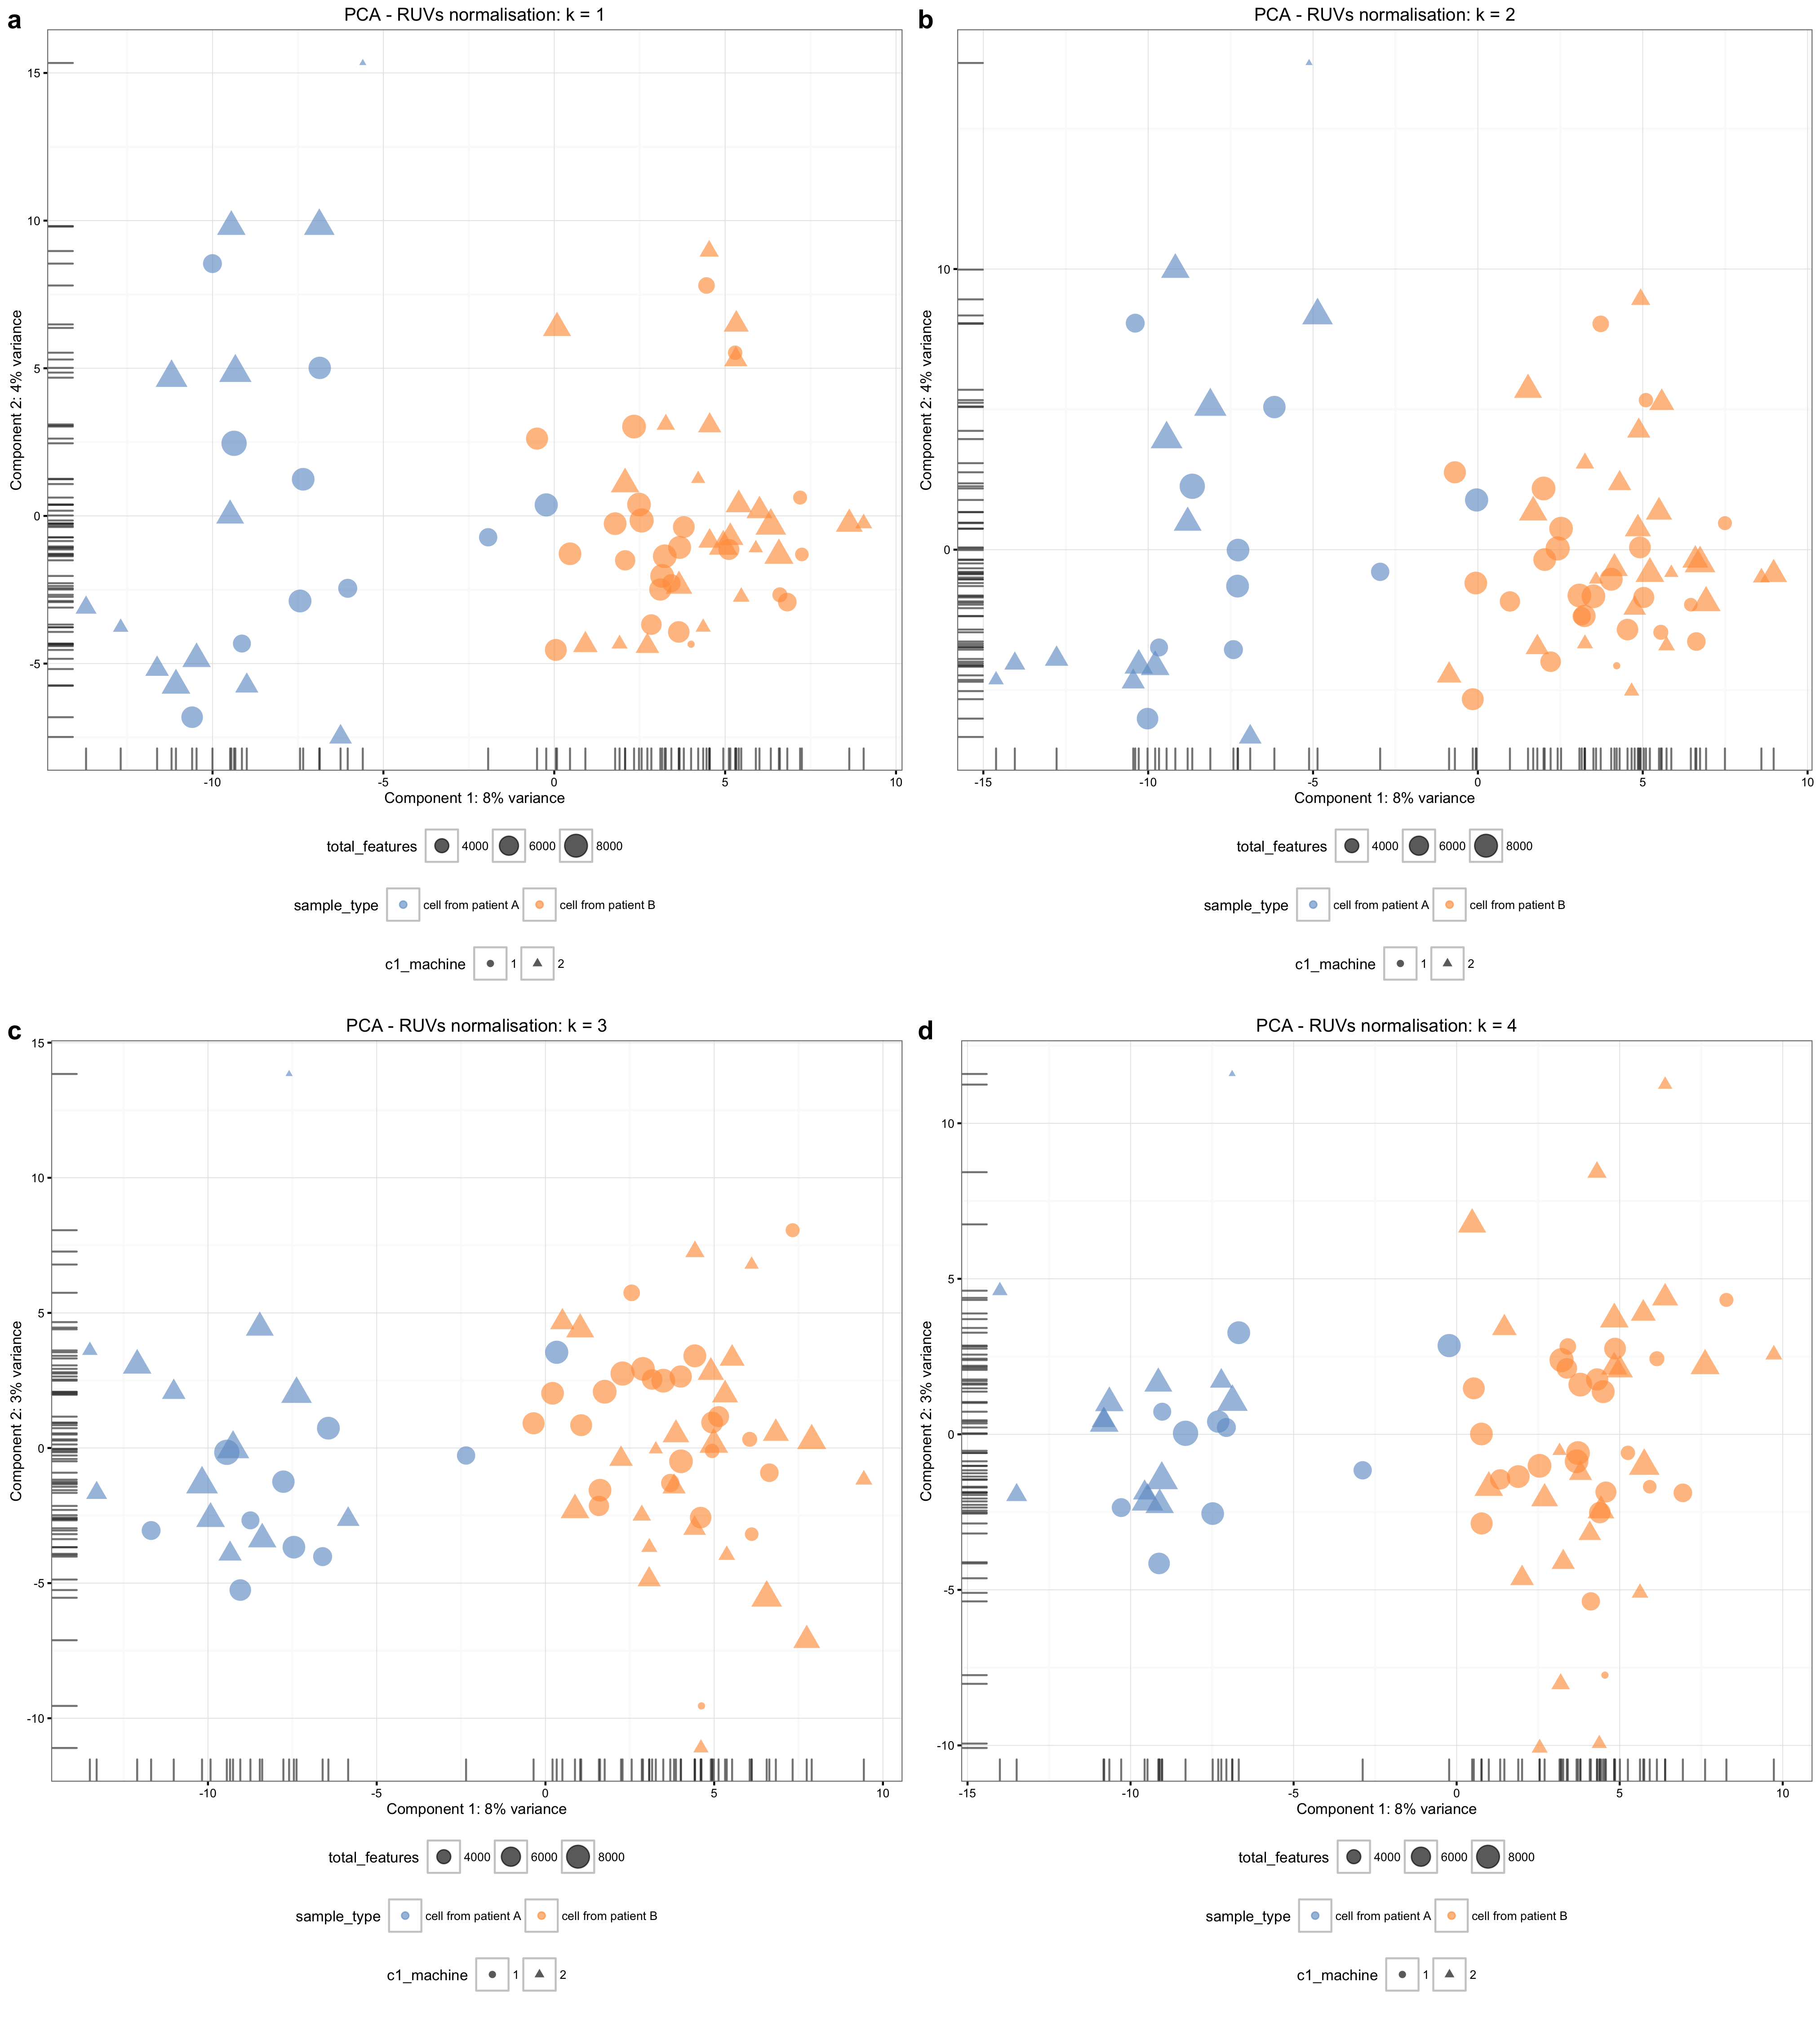 a
PCA - RUVs normalisation: k = 1
15
10
5
0
-5
Component 2: 4% variance
-10 -5 0 5 10
Component 1: 8% variance
total_features 4000 6000 8000
sample_type cell from patient A cell from patient B
c1_machine 1 2
b
PCA - RUVs normalisation: k = 2
10
0
Component 2: 4% variance
-15 -10 -5 0 5 10
Component 1: 8% variance
total_features 4000 6000 8000
sample_type cell from patient A cell from patient B
c1_machine 1 2
c
PCA - RUVs normalisation: k = 3
15
10
5
0
-5
-10
Component 2: 3% variance
-10 -5 0 5 10
Component 1: 8% variance
total_features 4000 6000 8000
sample_type cell from patient A cell from patient B
c1_machine 1 2
d
PCA - RUVs normalisation: k = 4
10
5
0
-5
-10
Component 2: 3% variance
-15 -10 -5 0 5 10
Component 1: 8% variance
total_features 4000 6000 8000
sample_type cell from patient A cell from patient B
c1_machine 1 2